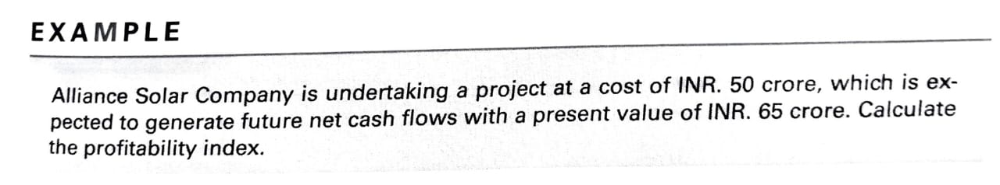 EXAMPLE
Alliance Solar Company is undertaking a project at a cost of INR. 50 crore, which is ex-
pected to generate future net cash flows with a present value of INR. 65 crore. Calculate
the profitability index.